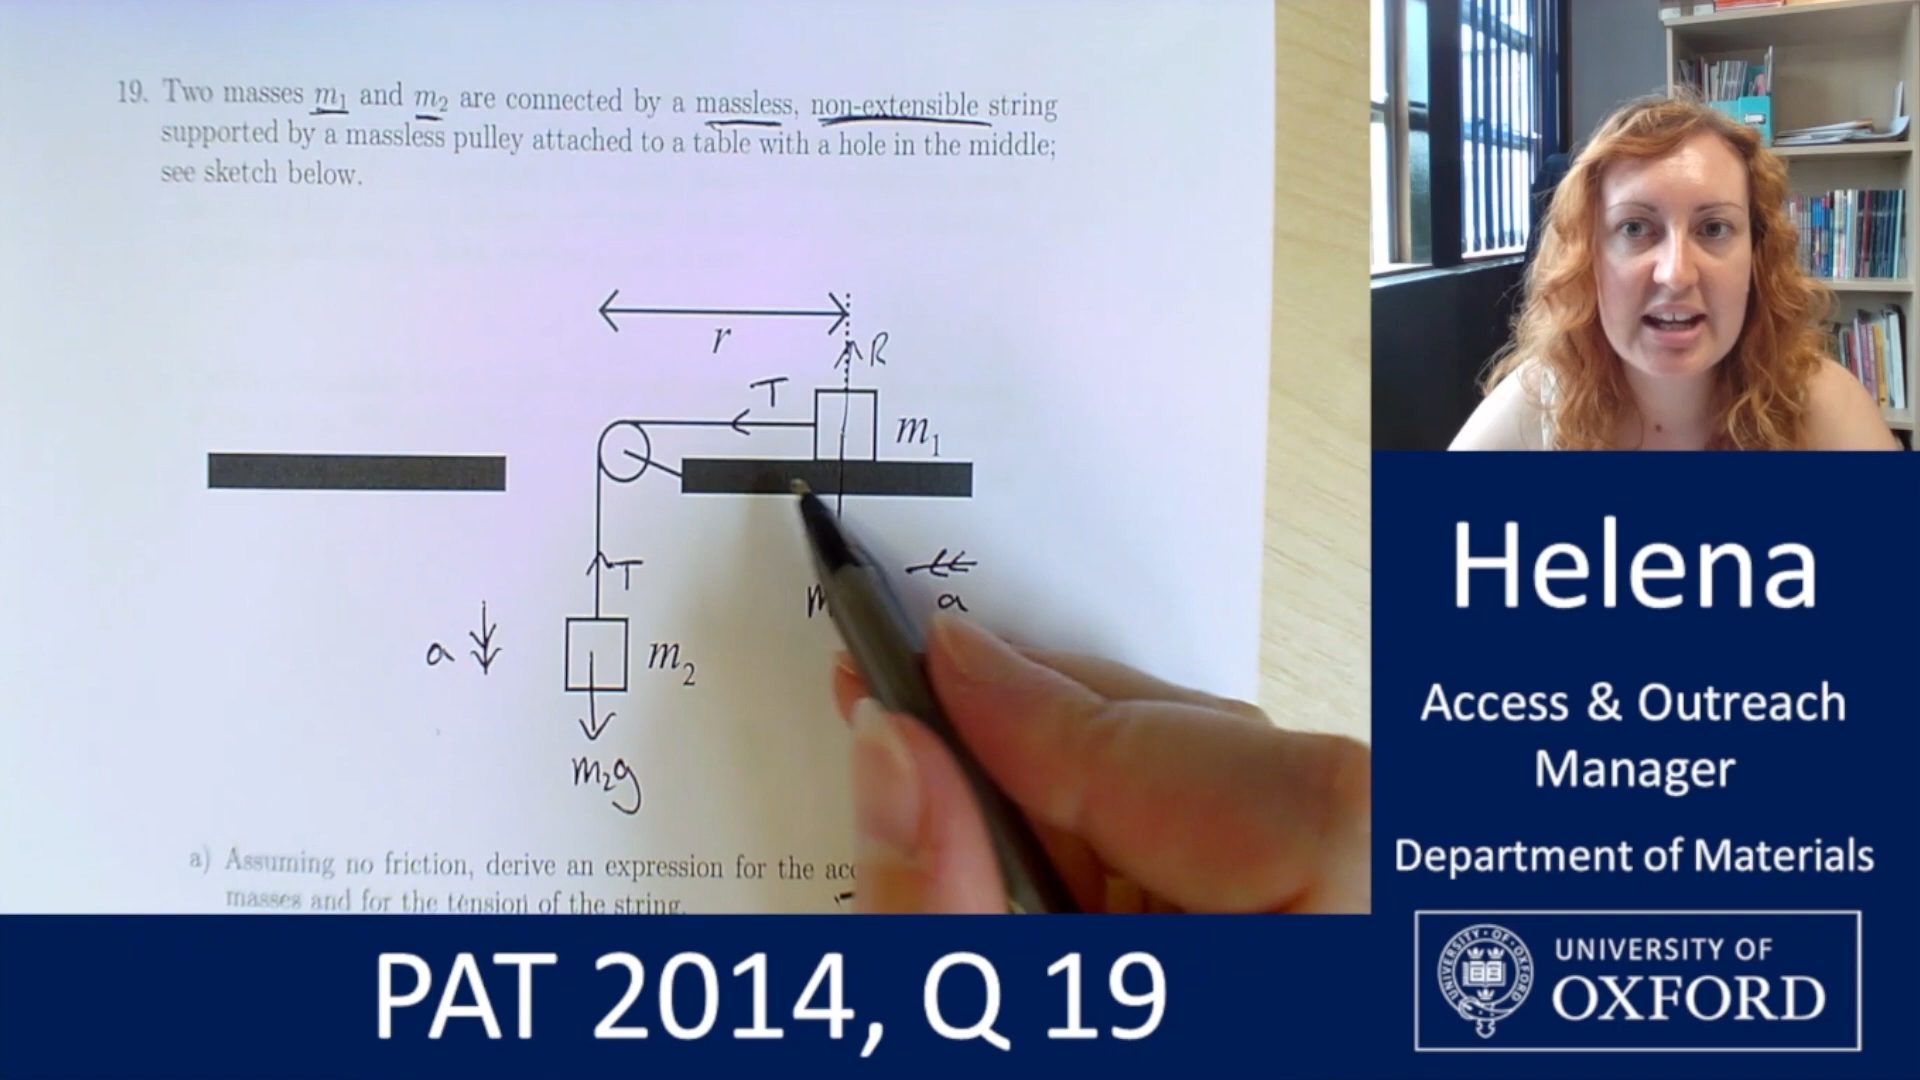 19. Two masses m1 and m2 are connected by a massless, non-extensible string
supported by a massless pulley attached to a table with a hole in the middle;
see sketch below.
r
R
T
m1
T
a
a
m2
m2g
a) Assuming no friction, derive an expression for the
masses and for the tension of the string.
PAT 2014, Q 19
Helena
Access & Outreach
Manager
Department of Materials
UNIVERSITY OF
OXFORD